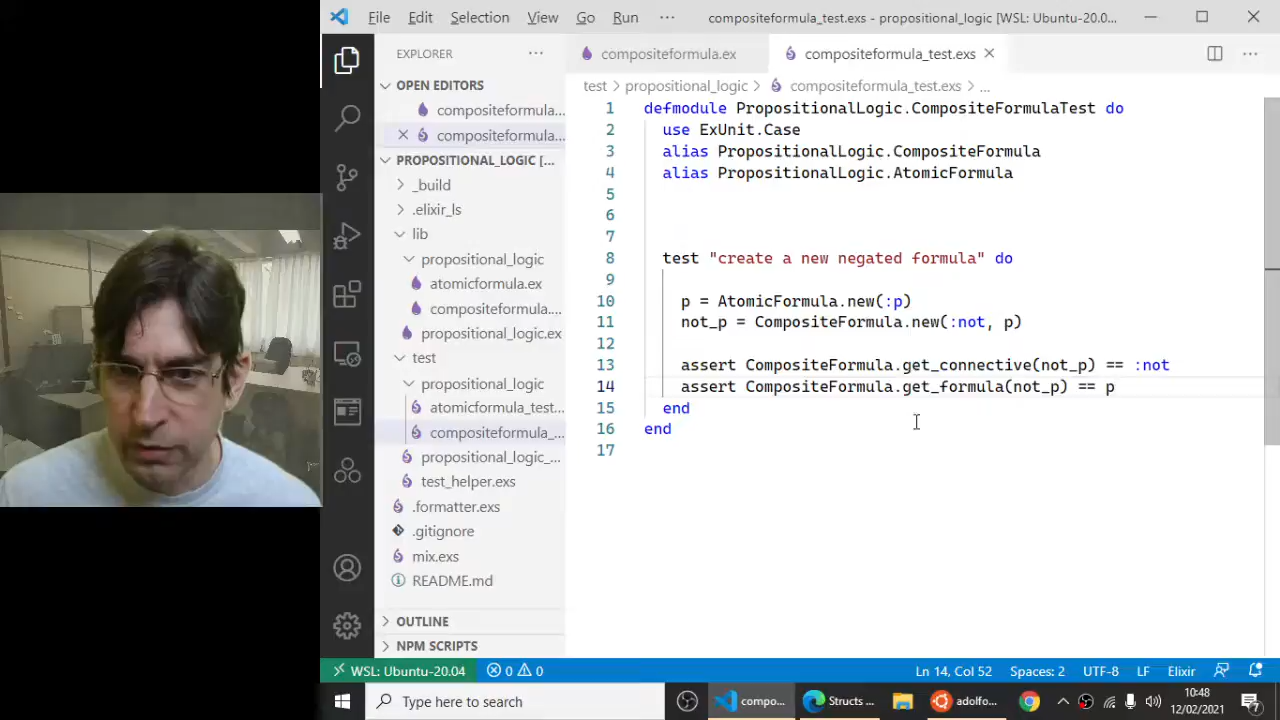 File Edit Selection View Go Run ··· compositeformula_test.exs - propositional_logic [WSL: Ubuntu-20.0...
EXPLORER ···
compositeformula.ex compositeformula_test.exs
OPEN EDITORS
compositeformula...
compositeformula...
PROPOSITIONAL_LOGIC [...
_build
.elixir_ls
lib
propositional_logic
atomicformula.ex
compositeformula....
propositional_logic.ex
test
propositional_logic
atomicformula_test...
compositeformula_...
propositional_logic_...
test_helper.exs
.formatter.exs
.gitignore
mix.exs
README.md
OUTLINE
NPM SCRIPTS
test > propositional_logic > compositeformula_test.exs > ...
1 defmodule PropositionalLogic.CompositeFormulaTest do
2 use ExUnit.Case
3 alias PropositionalLogic.CompositeFormula
4 alias PropositionalLogic.AtomicFormula
5
6
7
8 test "create a new negated formula" do
9
10 p = AtomicFormula.new(:p)
11 not_p = CompositeFormula.new(:not, p)
12
13 assert CompositeFormula.get_connective(not_p) == :not
14 assert CompositeFormula.get_formula(not_p) == p
15 end
16 end
17
WSL: Ubuntu-20.04 0 0 Ln 14, Col 52 Spaces: 2 UTF-8 LF Elixir
Type here to search compo... Structs ... adolfo... 10:48
12/02/2021 7